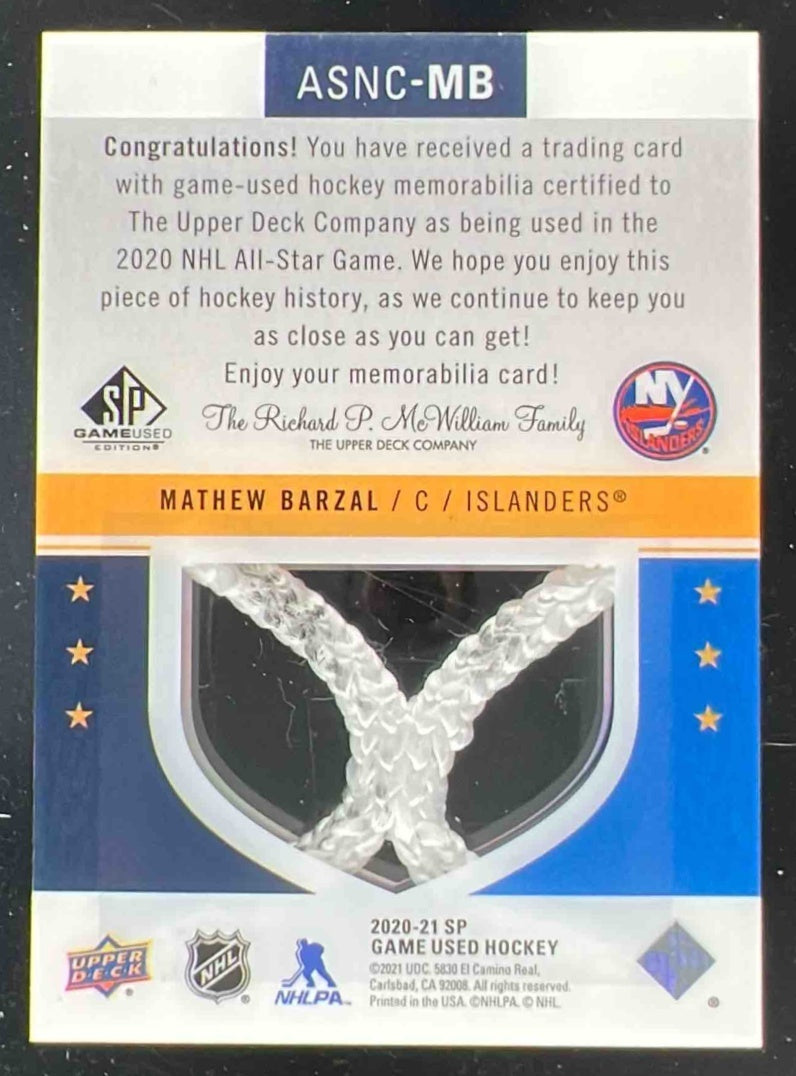 ASNC-MB
Congratulations! You have received a trading card
with game-used hockey memorabilia certified to
The Upper Deck Company as being used in the
2020 NHL All-Star Game. We hope you enjoy this
piece of hockey history, as we continue to keep you
as close as you can get!
Enjoy your memorabilia card!
The Richard P. McWilliam Family
THE UPPER DECK COMPANY
SP
GAMEUSED
EDITION®
NY
ISLANDERS®
MATHEW BARZAL / C / ISLANDERS®
UPPER
D·E·C·K®
NHL®
NHLPA™
2020-21 SP
GAME USED HOCKEY
©2021 UDC. 5830 El Camino Real,
Carlsbad, CA 92008. All rights reserved.
Printed in the USA. ©NHLPA. © NHL.
®